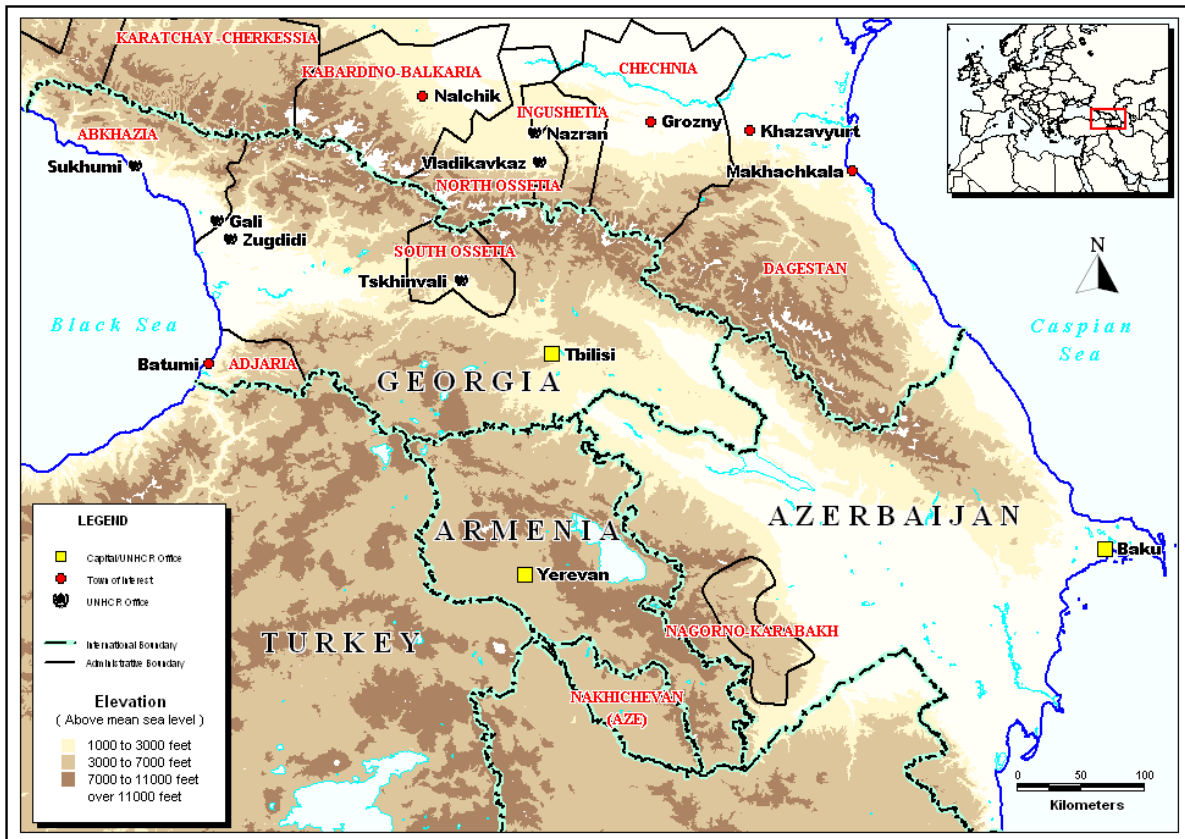 KARATCHAY -CHERKESSIA
KABARDINO-BALKARIA
CHECHNIA
Nalchik
INGUSHETIA
Grozny
Khazavyurt
ABKHAZIA
Nazran
Sukhumi
Vladikavkaz
Makhachkala
NORTH OSSETIA
Gali
Zugdidi
SOUTH OSSETIA
Tskhinvali
DAGESTAN
N
Black Sea
Caspian
Sea
Batumi
ADJARIA
Tbilisi
GEORGIA
AZERBAIJAN
ARMENIA
Baku
Yerevan
NAGORNO-KARABAKH
TURKEY
NAKHICHEVAN
(AZE)
LEGEND
Capital/UNHCR Office
Town of Interest
UNHCR Office
International Boundary
Administrative Boundary
Elevation
( Above mean sea level )
1000 to 3000 feet
3000 to 7000 feet
7000 to 11000 feet
over 11000 feet
0 50 100
Kilometers